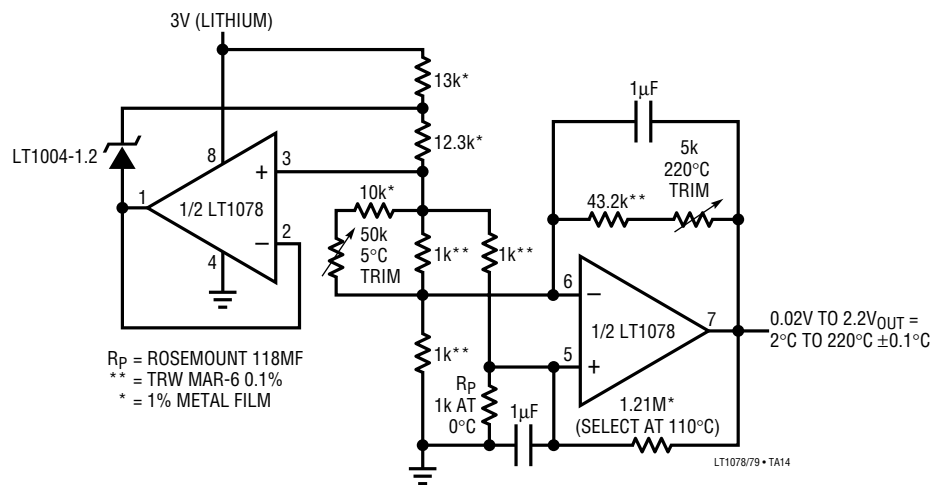 3V (LITHIUM)
13k*
1µF
LT1004-1.2
12.3k*
5k
220°C
TRIM
8
3
+
10k*
43.2k**
1
1/2 LT1078
50k
5°C
TRIM
1k**
1k**
–
2
4
6
–
7
1/2 LT1078
0.02V TO 2.2VOUT =
2°C TO 220°C ±0.1°C
5
+
1k**
RP = ROSEMOUNT 118MF
** = TRW MAR-6 0.1%
* = 1% METAL FILM
RP
1k AT
0°C
1µF
1.21M*
(SELECT AT 110°C)
LT1078/79 • TA14